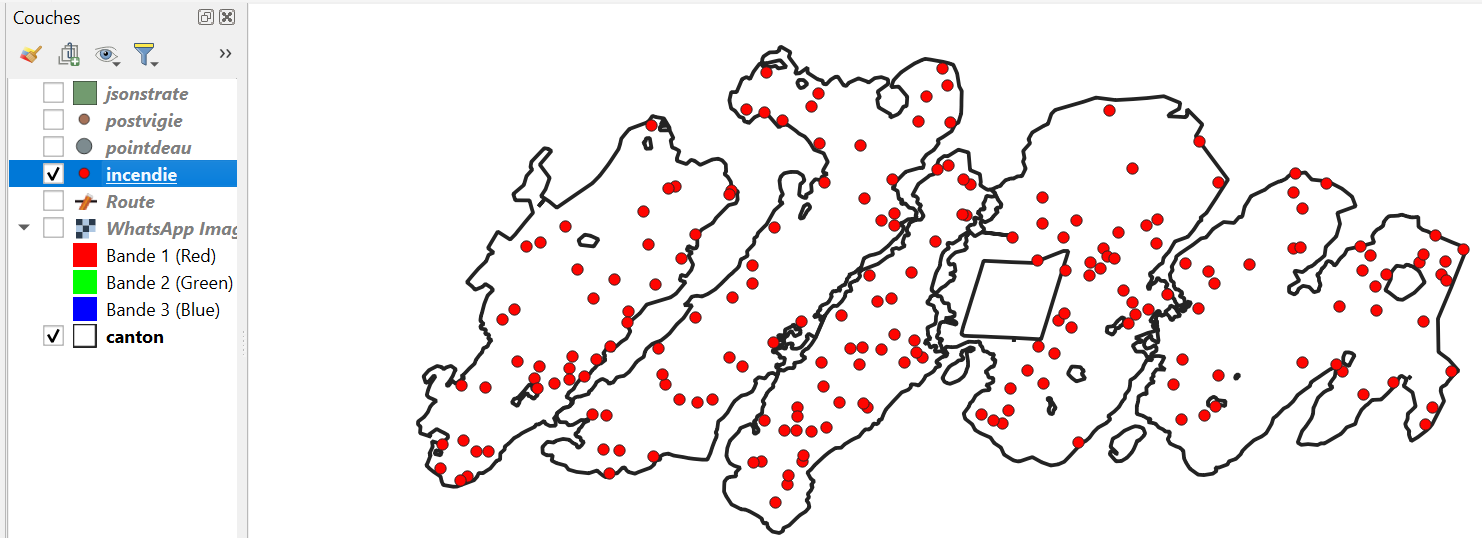 Couches
»
jsonstrate
postvigie
pointdeau
incendie
Route
WhatsApp Imag
Bande 1 (Red)
Bande 2 (Green)
Bande 3 (Blue)
canton